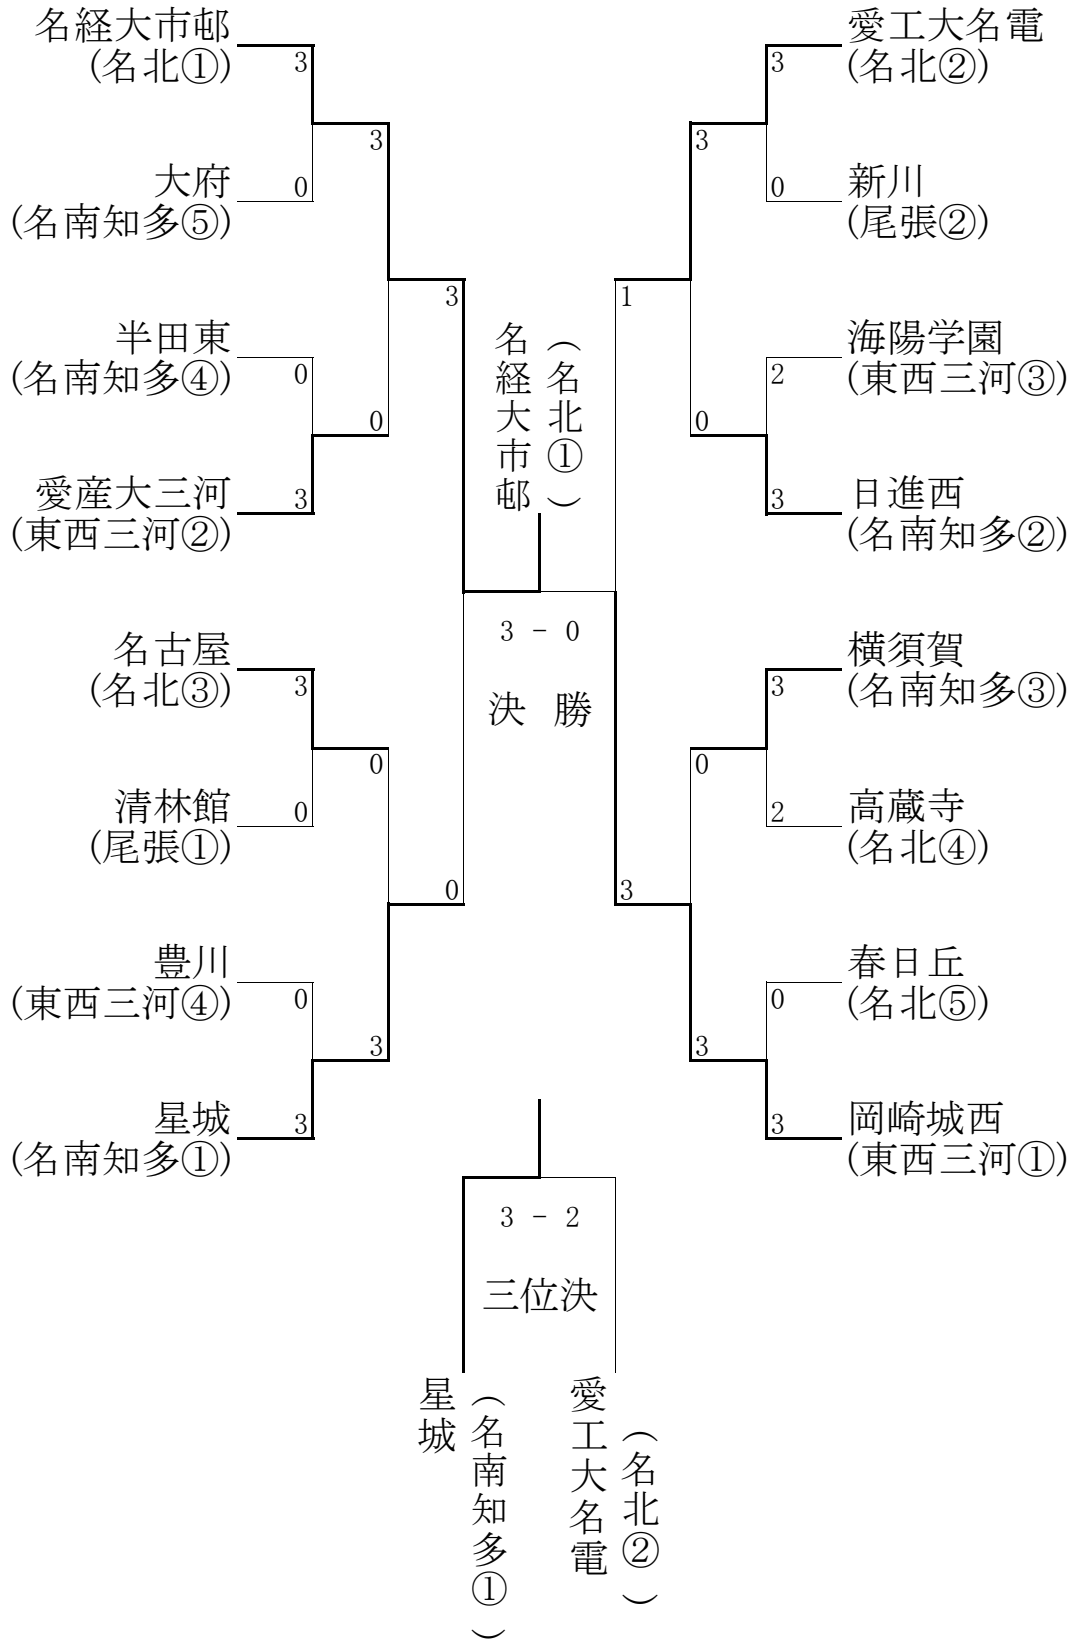 名経大市邨
(名北①)
3
3
大府
(名南知多⑤)
0
3
半田東
(名南知多④)
0
0
愛産大三河
(東西三河②)
3
名古屋
(名北③)
3
0
清林館
(尾張①)
0
0
豊川
(東西三河④)
0
3
星城
(名南知多①)
3
名経大市邨
(名北①)
3 - 0
決勝
愛工大名電
(名北②)
3
3
新川
(尾張②)
0
1
海陽学園
(東西三河③)
2
0
日進西
(名南知多②)
3
横須賀
(名南知多③)
3
0
高蔵寺
(名北④)
2
3
春日丘
(名北⑤)
0
3
岡崎城西
(東西三河①)
3
3 - 2
三位決
星城
(名南知多①)
愛工大名電
(名北②)